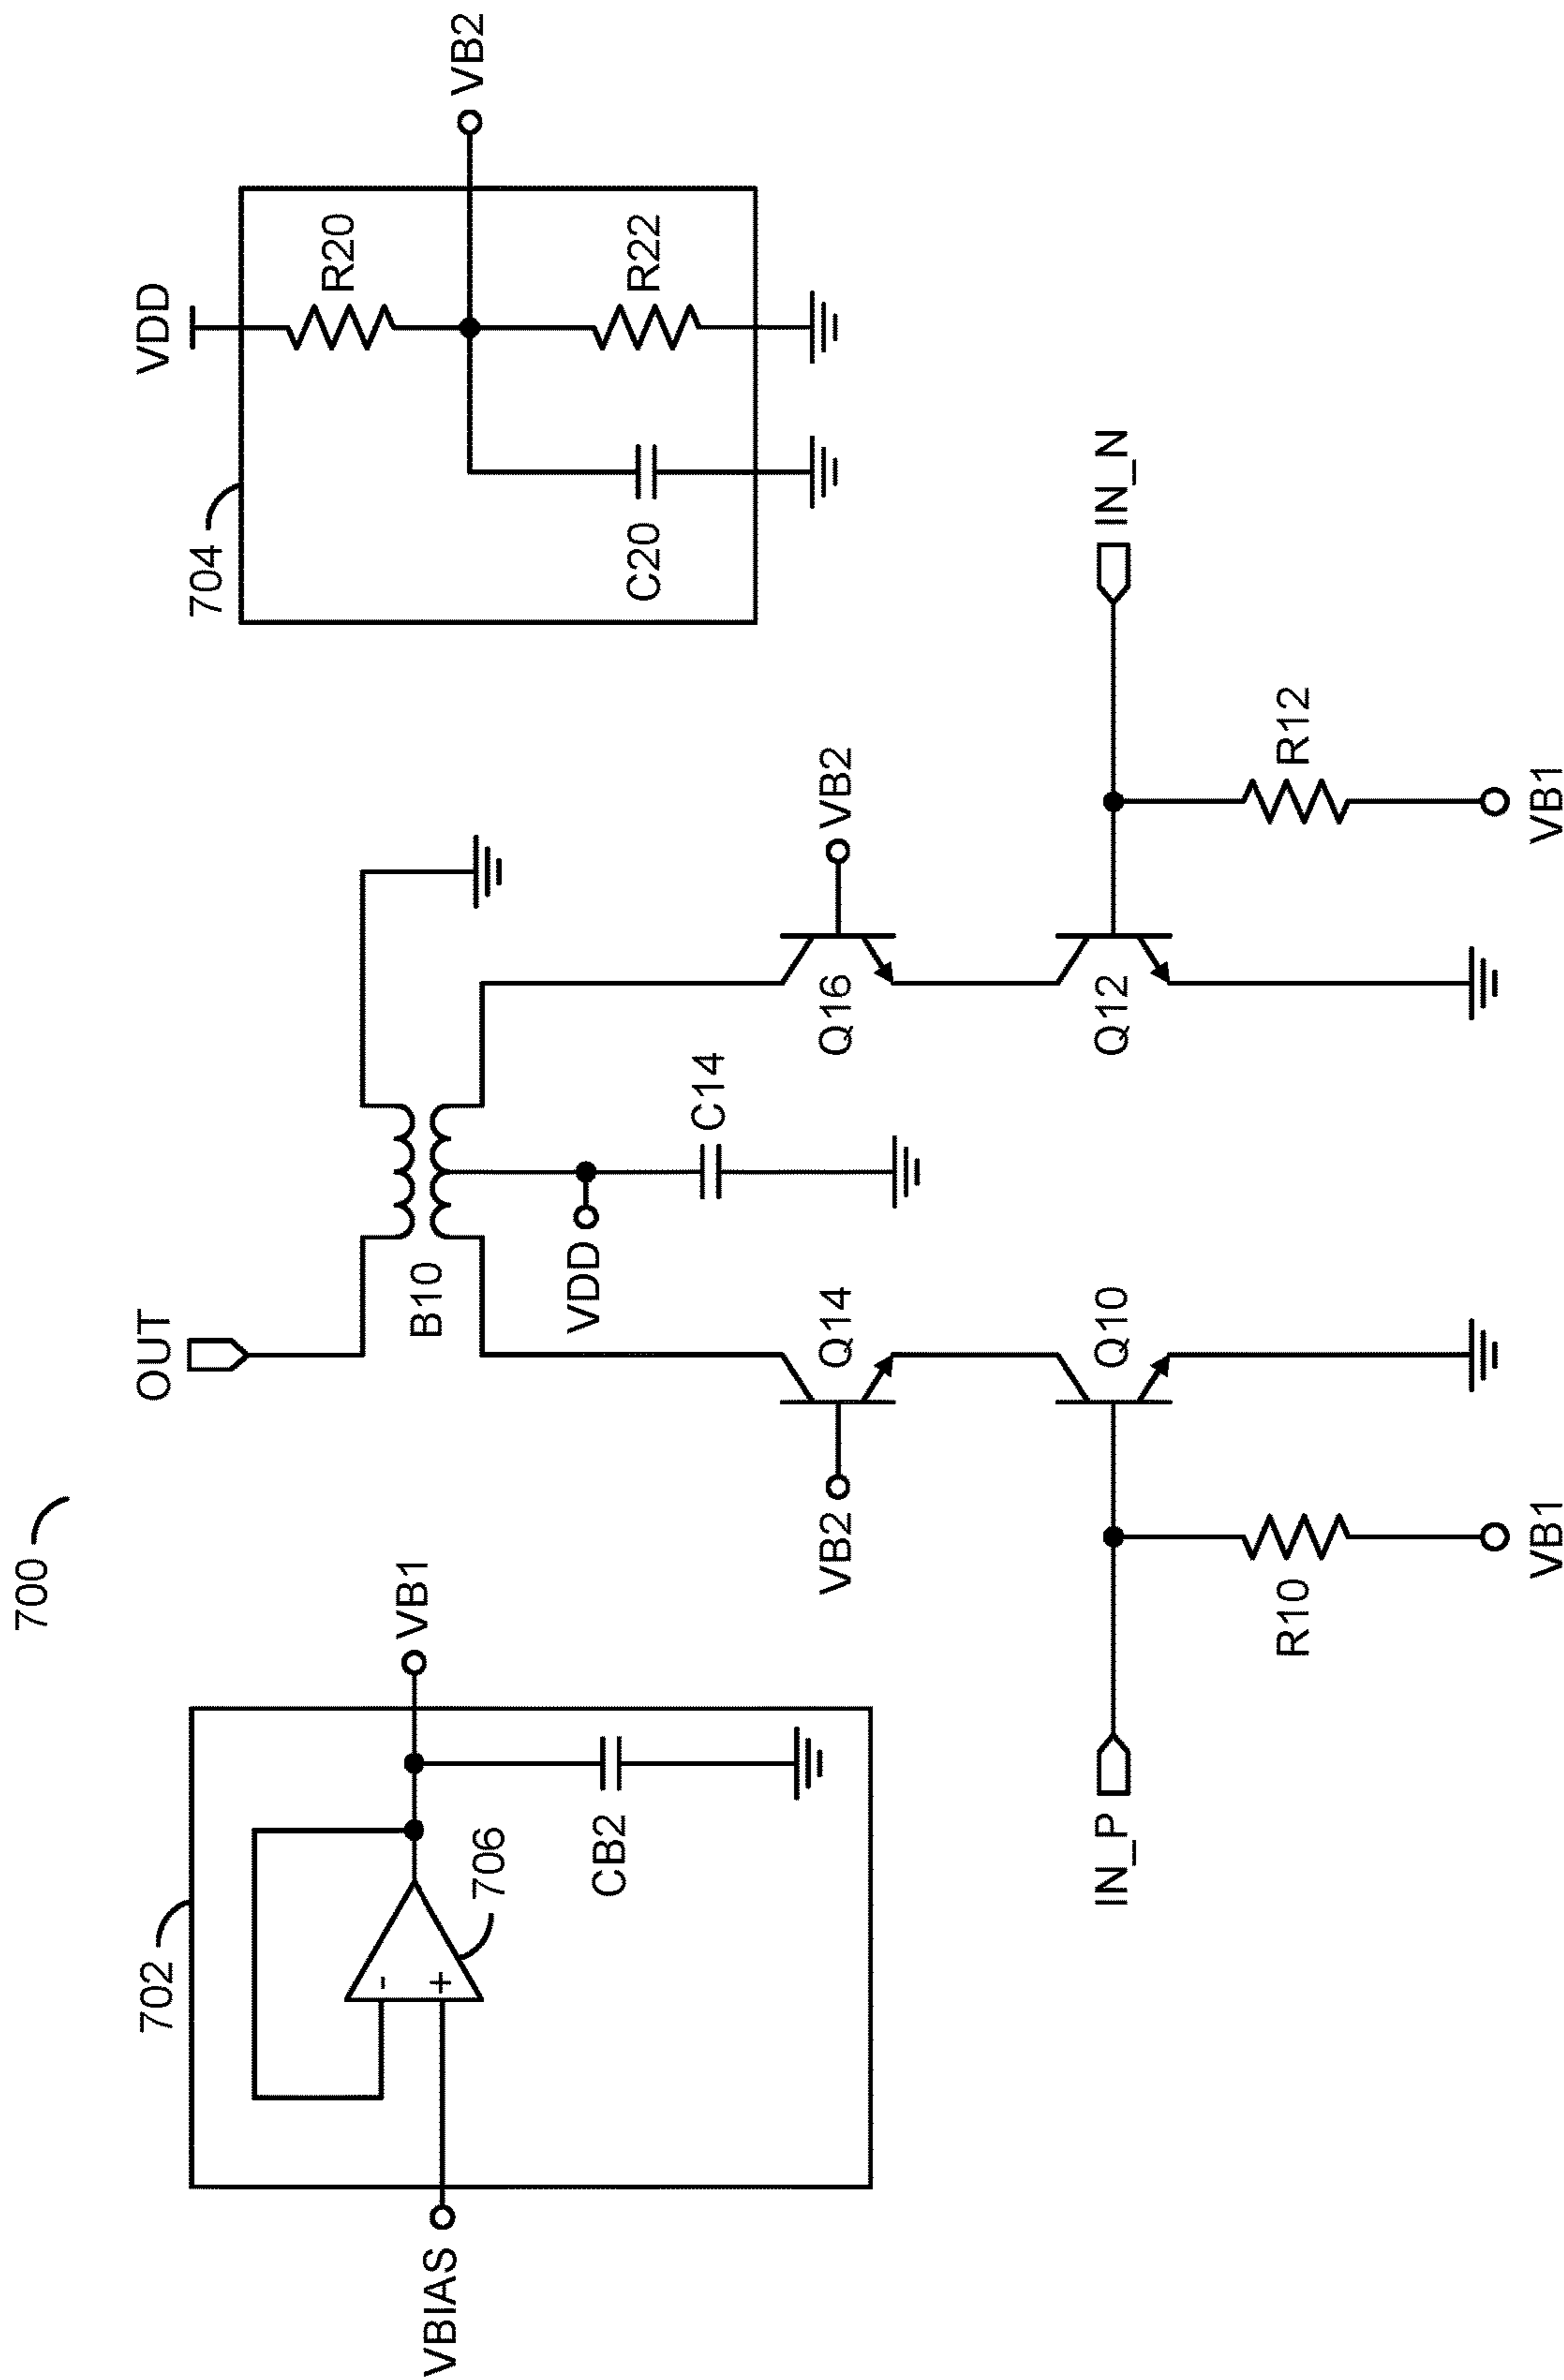 700
702
VBIAS
-
+
706
CB2
VB1
OUT
B10
VDD
C14
VB2
Q14
VB2
Q16
IN_P
Q10
Q12
IN_N
R10
VB1
R12
VB1
704
VDD
R20
VB2
C20
R22